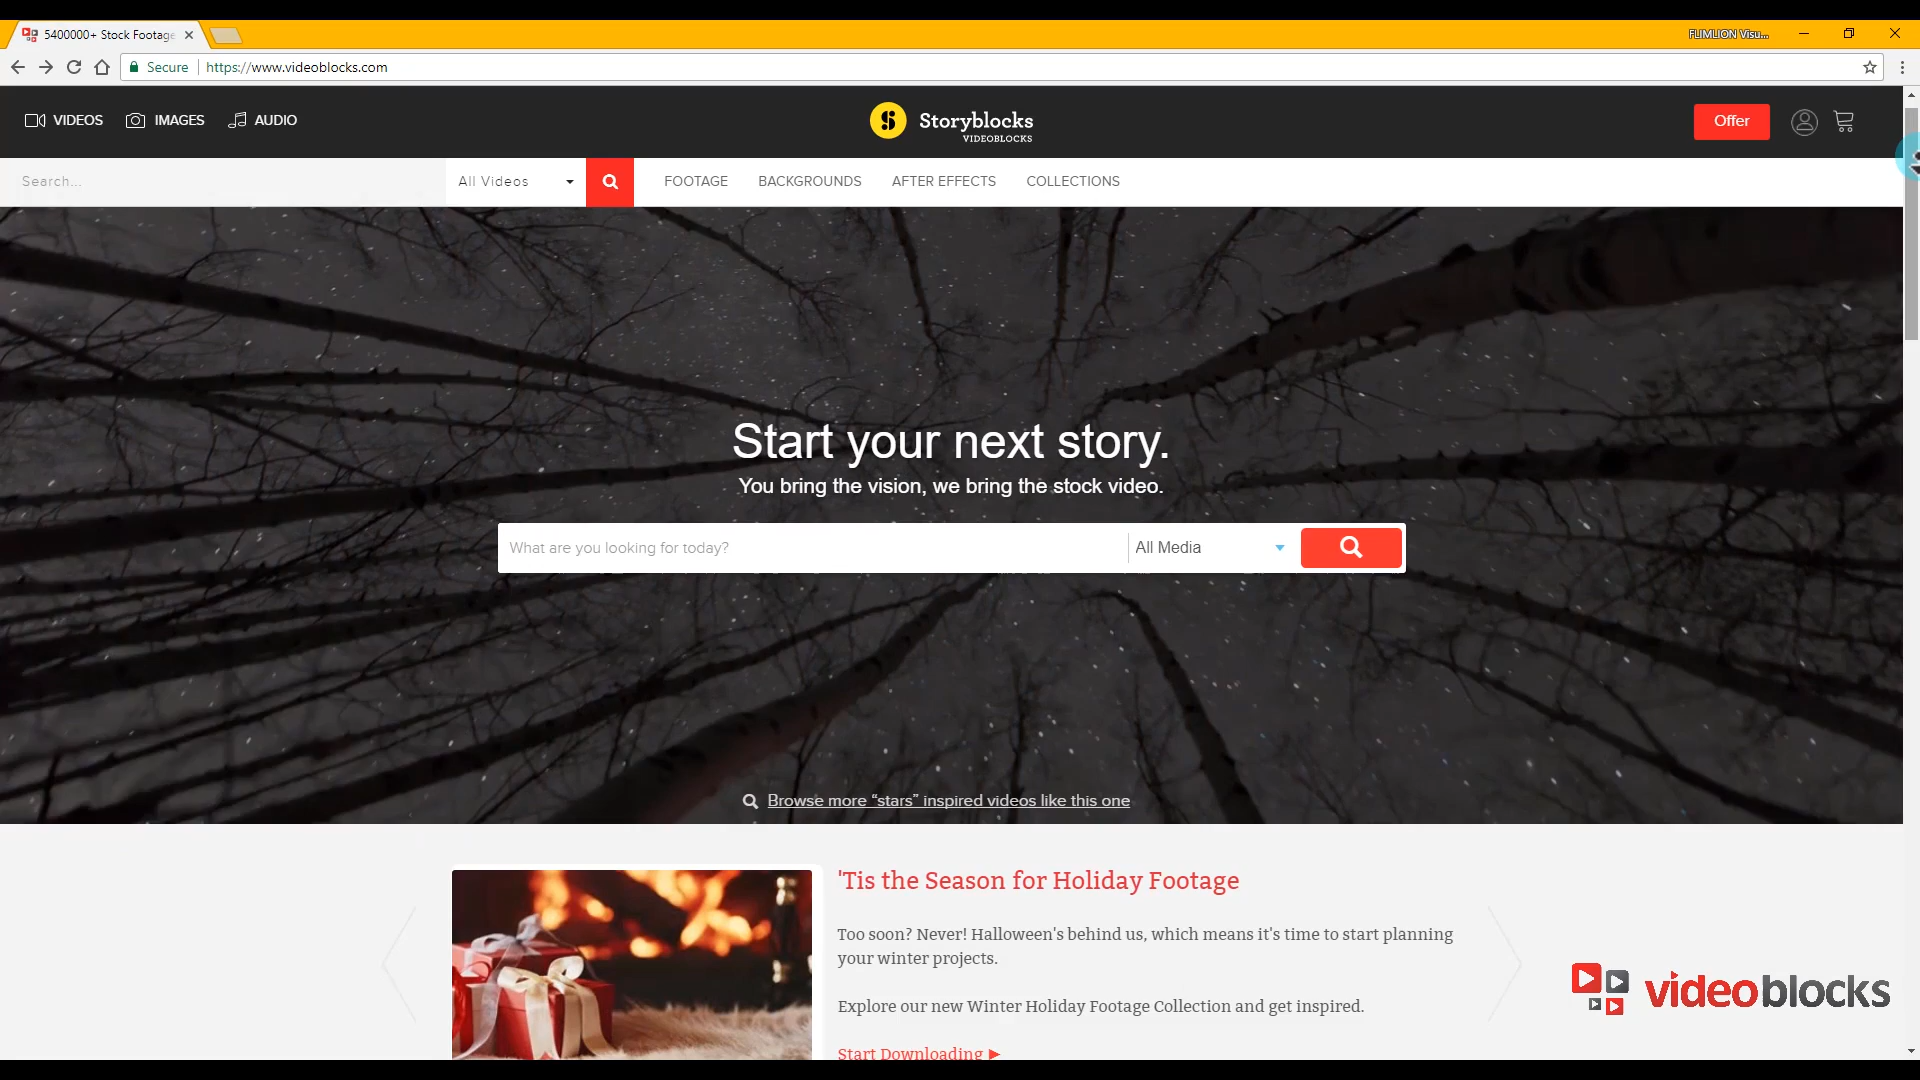 5400000+ Stock Footage
FLIMLION Visu...
Secure
https://www.videoblocks.com
VIDEOS
IMAGES
AUDIO
Storyblocks
VIDEOBLOCKS
Offer
Search...
All Videos
FOOTAGE
BACKGROUNDS
AFTER EFFECTS
COLLECTIONS
Start your next story.
You bring the vision, we bring the stock video.
What are you looking for today?
All Media
Browse more “stars” inspired videos like this one
'Tis the Season for Holiday Footage
Too soon? Never! Halloween's behind us, which means it's time to start planning
your winter projects.
Explore our new Winter Holiday Footage Collection and get inspired.
Start Downloading
videoblocks